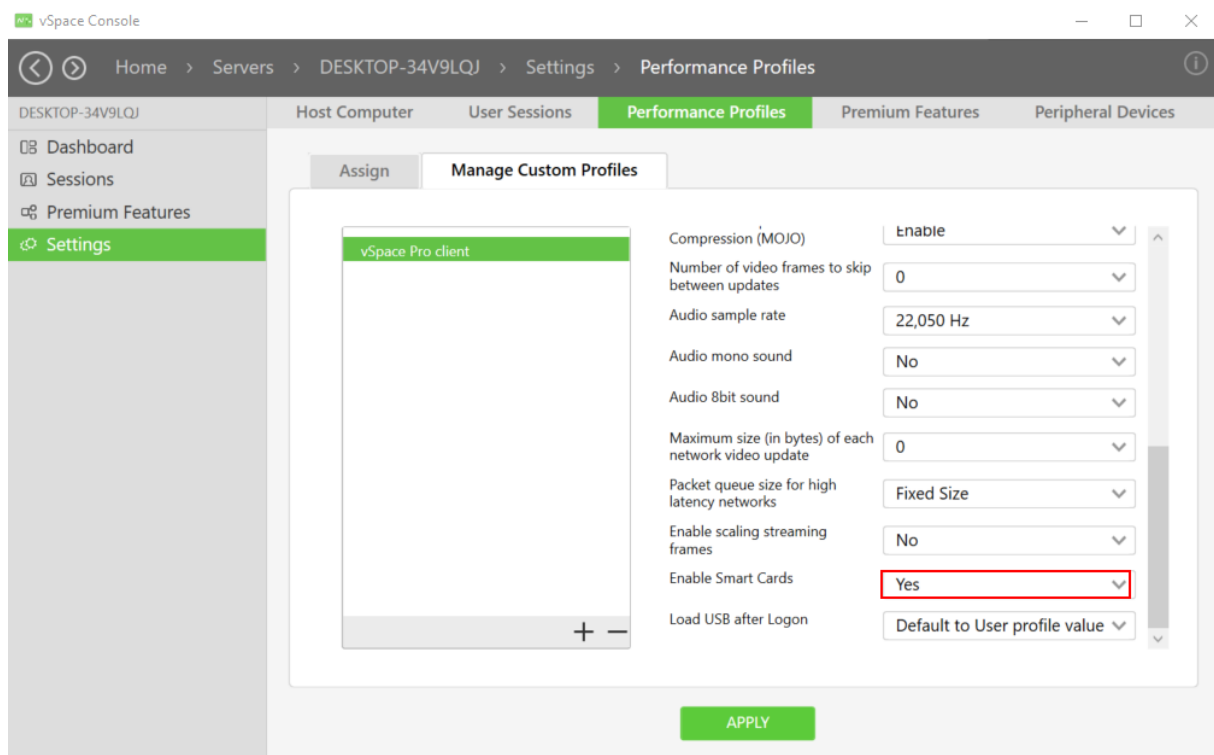 vSpace Console
Home > Servers > DESKTOP-34V9LQJ > Settings > Performance Profiles
DESKTOP-34V9LQJ
Host Computer User Sessions Performance Profiles Premium Features Peripheral Devices
Dashboard
Sessions
Premium Features
Settings
Assign Manage Custom Profiles
vSpace Pro client
Compression (MOJO) Enable
Number of video frames to skip
between updates
0
Audio sample rate 22,050 Hz
Audio mono sound No
Audio 8bit sound No
Maximum size (in bytes) of each
network video update
0
Packet queue size for high
latency networks
Fixed Size
Enable scaling streaming
frames
No
Enable Smart Cards Yes
Load USB after Logon Default to User profile value
APPLY